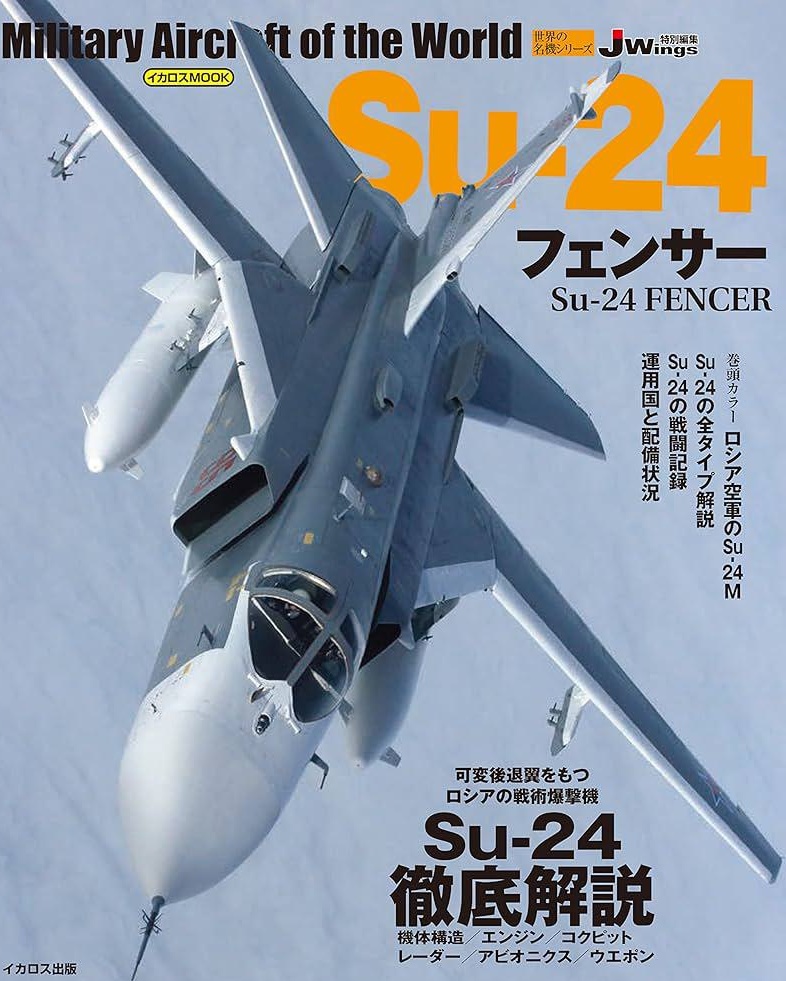 Military Aircraft of the World
世界の
名機シリーズ
JWings
特別編集
イカロスMOOK
Su-24
フェンサー
Su-24 FENCER
巻頭カラー ロシア空軍のSu-24M
Su-24の全タイプ解説
Su-24の戦闘記録
運用国と配備状況
可変後退翼をもつ
ロシアの戦術爆撃機
Su-24
徹底解説
機体構造/エンジン/コクピット
レーダー/アビオニクス/ウエポン
イカロス出版